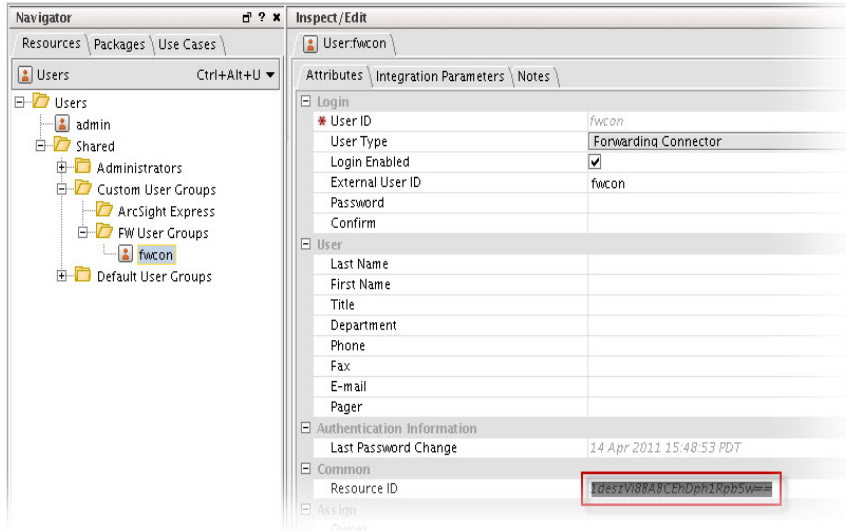 Navigator
Resources Packages Use Cases
Users Ctrl+Alt+U
Users
admin
Shared
Administrators
Custom User Groups
ArcSight Express
FW User Groups
fwcon
Default User Groups
Inspect/Edit
User:fwcon
Attributes Integration Parameters Notes
Login
* User ID fwcon
User Type Forwarding Connector
Login Enabled
External User ID fwcon
Password
Confirm
User
Last Name
First Name
Title
Department
Phone
Fax
E-mail
Pager
Authentication Information
Last Password Change 14 Apr 2011 15:48:53 PDT
Common
Resource ID 1deszVi88A8CEhDph1Rpb5w==
Assign
Owner